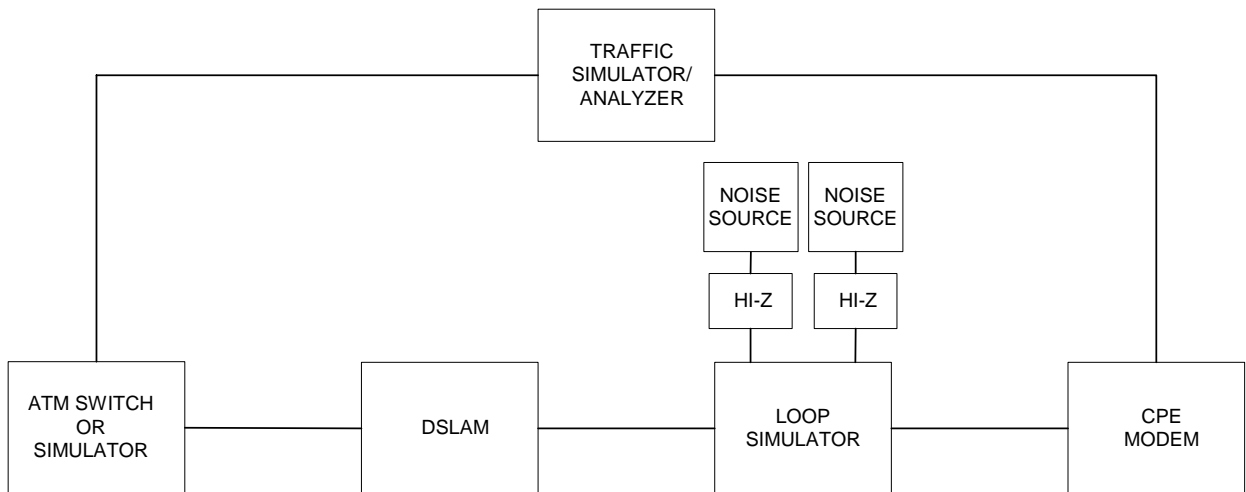 TRAFFIC
SIMULATOR/
ANALYZER
NOISE
SOURCE
NOISE
SOURCE
HI-Z
HI-Z
ATM SWITCH
OR
SIMULATOR
DSLAM
LOOP
SIMULATOR
CPE
MODEM